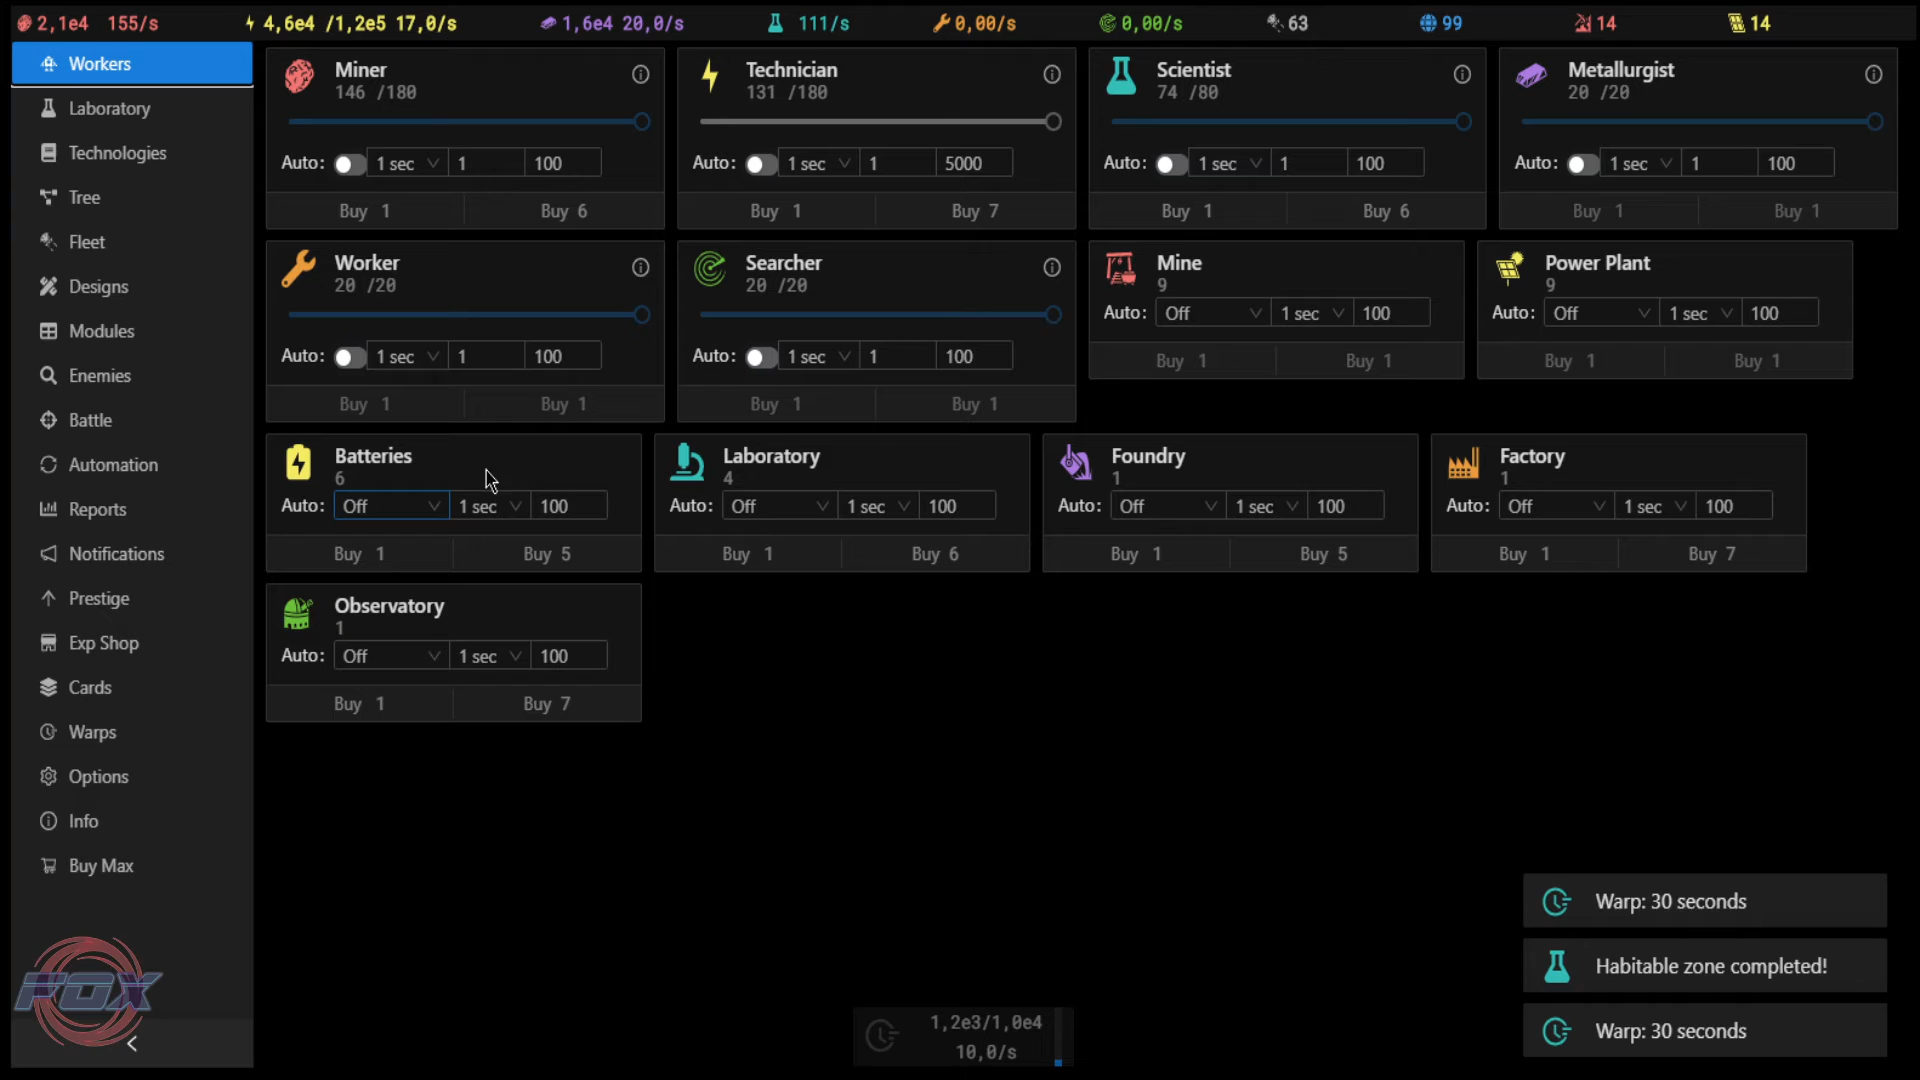 2,1e4 155/s 4,6e4 /1,2e5 17,0/s 1,6e4 20,0/s 111/s 0,00/s 0,00/s 63 99 14 14
Workers
Laboratory
Technologies
Tree
Fleet
Designs
Modules
Enemies
Battle
Automation
Reports
Notifications
Prestige
Exp Shop
Cards
Warps
Options
Info
Buy Max
FOX
<
Miner
146 /180
Auto: 1 sec 1 100
Buy 1 Buy 6
Technician
131 /180
Auto: 1 sec 1 5000
Buy 1 Buy 7
Scientist
74 /80
Auto: 1 sec 1 100
Buy 1 Buy 6
Metallurgist
20 /20
Auto: 1 sec 1 100
Buy 1 Buy 1
Worker
20 /20
Auto: 1 sec 1 100
Buy 1 Buy 1
Searcher
20 /20
Auto: 1 sec 1 100
Buy 1 Buy 1
Mine
9
Auto: Off 1 sec 100
Buy 1 Buy 1
Power Plant
9
Auto: Off 1 sec 100
Buy 1 Buy 1
Batteries
6
Auto: Off 1 sec 100
Buy 1 Buy 5
Laboratory
4
Auto: Off 1 sec 100
Buy 1 Buy 6
Foundry
1
Auto: Off 1 sec 100
Buy 1 Buy 5
Factory
1
Auto: Off 1 sec 100
Buy 1 Buy 7
Observatory
1
Auto: Off 1 sec 100
Buy 1 Buy 7
1,2e3/1,0e4
10,0/s
Warp: 30 seconds
Habitable zone completed!
Warp: 30 seconds